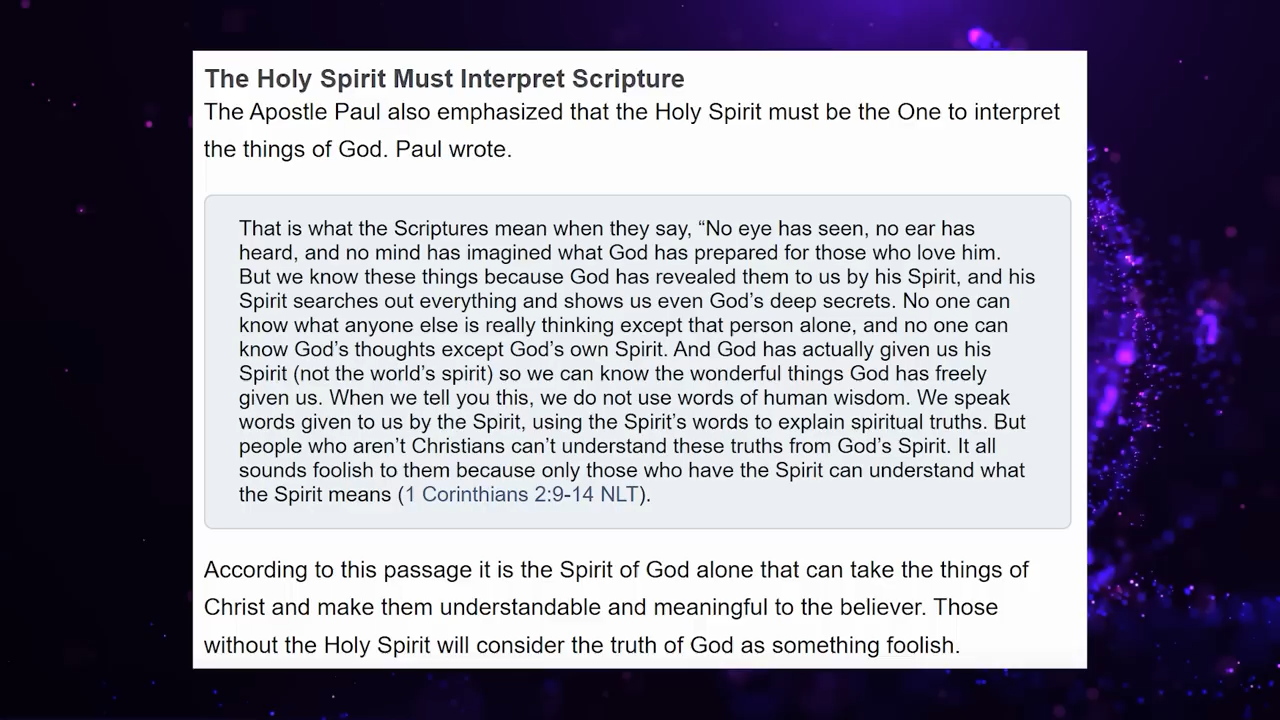 The Holy Spirit Must Interpret Scripture
The Apostle Paul also emphasized that the Holy Spirit must be the One to interpret
the things of God. Paul wrote.
That is what the Scriptures mean when they say, “No eye has seen, no ear has
heard, and no mind has imagined what God has prepared for those who love him.
But we know these things because God has revealed them to us by his Spirit, and his
Spirit searches out everything and shows us even God’s deep secrets. No one can
know what anyone else is really thinking except that person alone, and no one can
know God’s thoughts except God’s own Spirit. And God has actually given us his
Spirit (not the world’s spirit) so we can know the wonderful things God has freely
given us. When we tell you this, we do not use words of human wisdom. We speak
words given to us by the Spirit, using the Spirit’s words to explain spiritual truths. But
people who aren’t Christians can’t understand these truths from God’s Spirit. It all
sounds foolish to them because only those who have the Spirit can understand what
the Spirit means (1 Corinthians 2:9-14 NLT).
According to this passage it is the Spirit of God alone that can take the things of
Christ and make them understandable and meaningful to the believer. Those
without the Holy Spirit will consider the truth of God as something foolish.